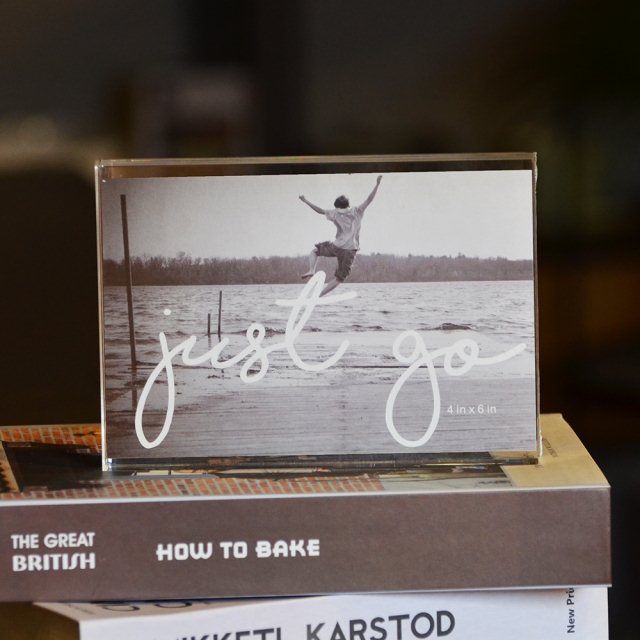 just go
4 in x 6 in
THE GREAT
BRITISH
HOW TO BAKE
KARSTOD